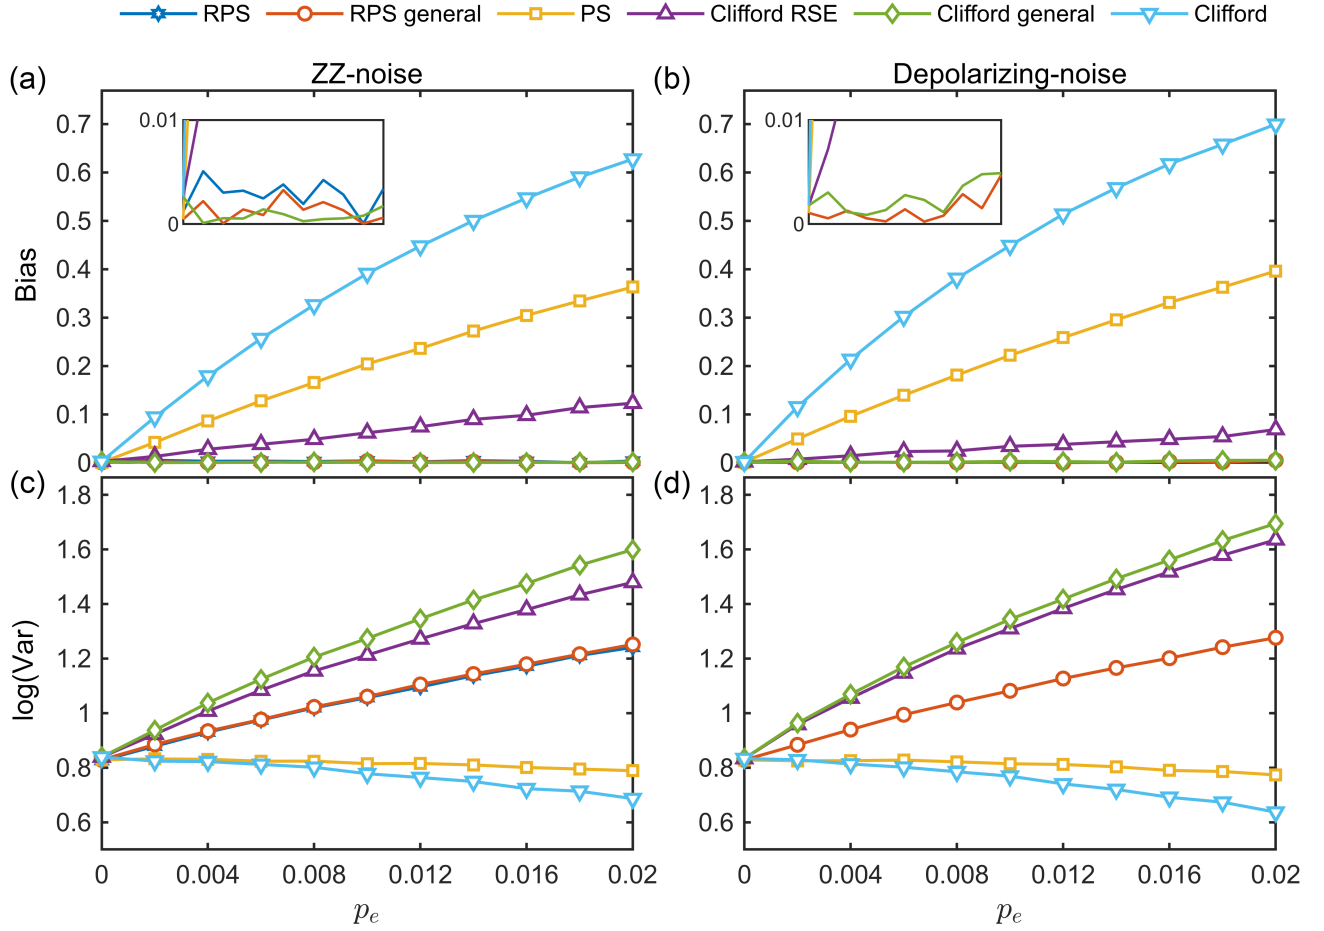 RPS RPS general PS Clifford RSE Clifford general Clifford
(a) ZZ-noise (b) Depolarizing-noise
0.7 0.7
0.01 0.01
0.6 0.6
0 0
0.5 0.5
0.4 0.4
Bias
0.3 0.3
0.2 0.2
0.1 0.1
0 0
(c) (d)
1.8 1.8
1.6 1.6
1.4 1.4
log(Var)
1.2 1.2
1 1
0.8 0.8
0.6 0.6
0 0.004 0.008 0.012 0.016 0.02 0 0.004 0.008 0.012 0.016 0.02
p_e p_e